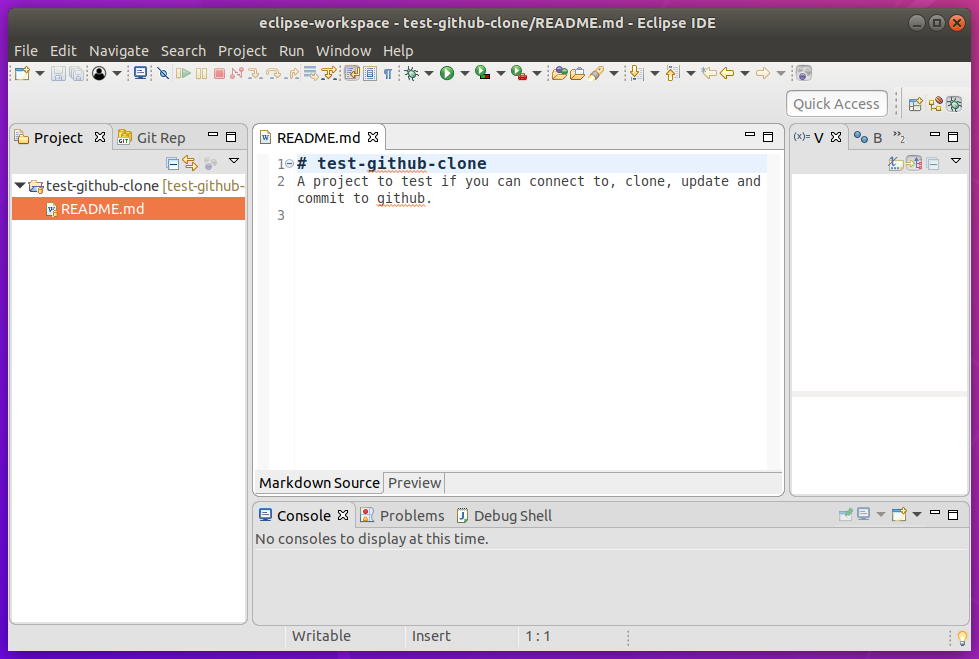 eclipse-workspace - test-github-clone/README.md - Eclipse IDE
File Edit Navigate Search Project Run Window Help
Quick Access
Project
Git Rep
README.md
(x)= V
B
»2
test-github-clone [test-github-
README.md
1 # test-github-clone
2 A project to test if you can connect to, clone, update and
commit to github.
3
Markdown Source Preview
Console Problems Debug Shell
No consoles to display at this time.
Writable Insert 1 : 1